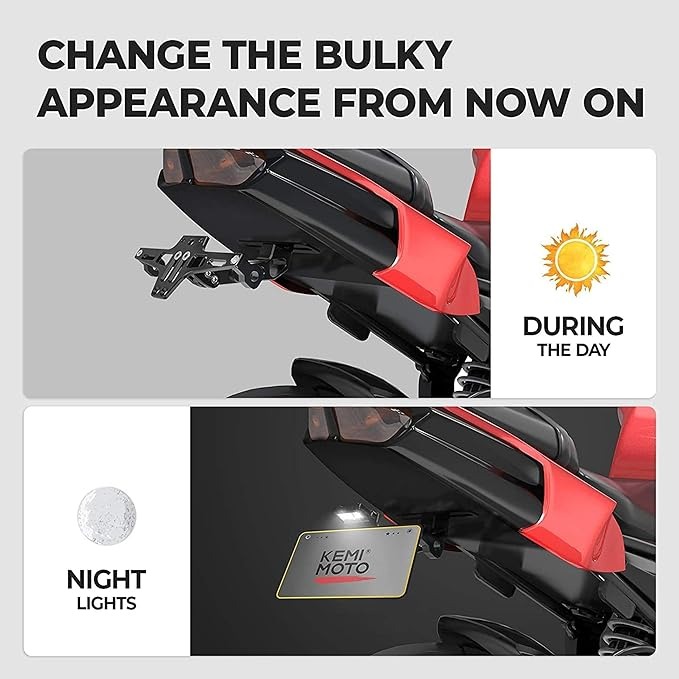 CHANGE THE BULKY
APPEARANCE FROM NOW ON
DURING
THE DAY
NIGHT
LIGHTS
KEMI®
MOTO